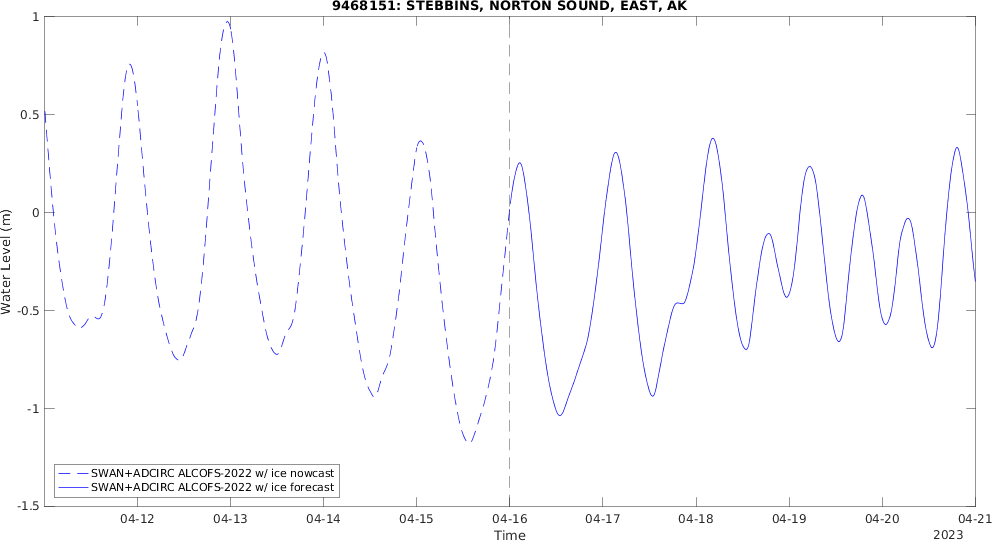 9468151: STEBBINS, NORTON SOUND, EAST, AK
1
0.5
0
-0.5
-1
-1.5
Water Level (m)
SWAN+ADCIRC ALCOFS-2022 w/ ice nowcast
SWAN+ADCIRC ALCOFS-2022 w/ ice forecast
04-12 04-13 04-14 04-15 04-16 04-17 04-18 04-19 04-20 04-21
Time
2023